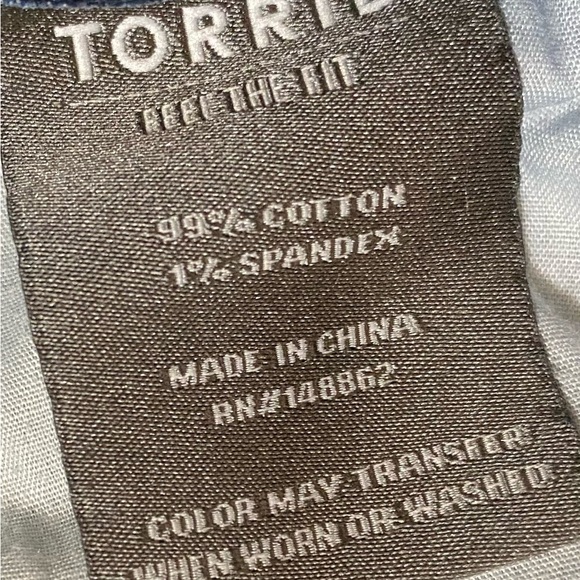 TORRID
FEEL THE FIT
99% COTTON
1% SPANDEX
MADE IN CHINA
RN#148862
COLOR MAY TRANSFER
WHEN WORN OR WASHED.